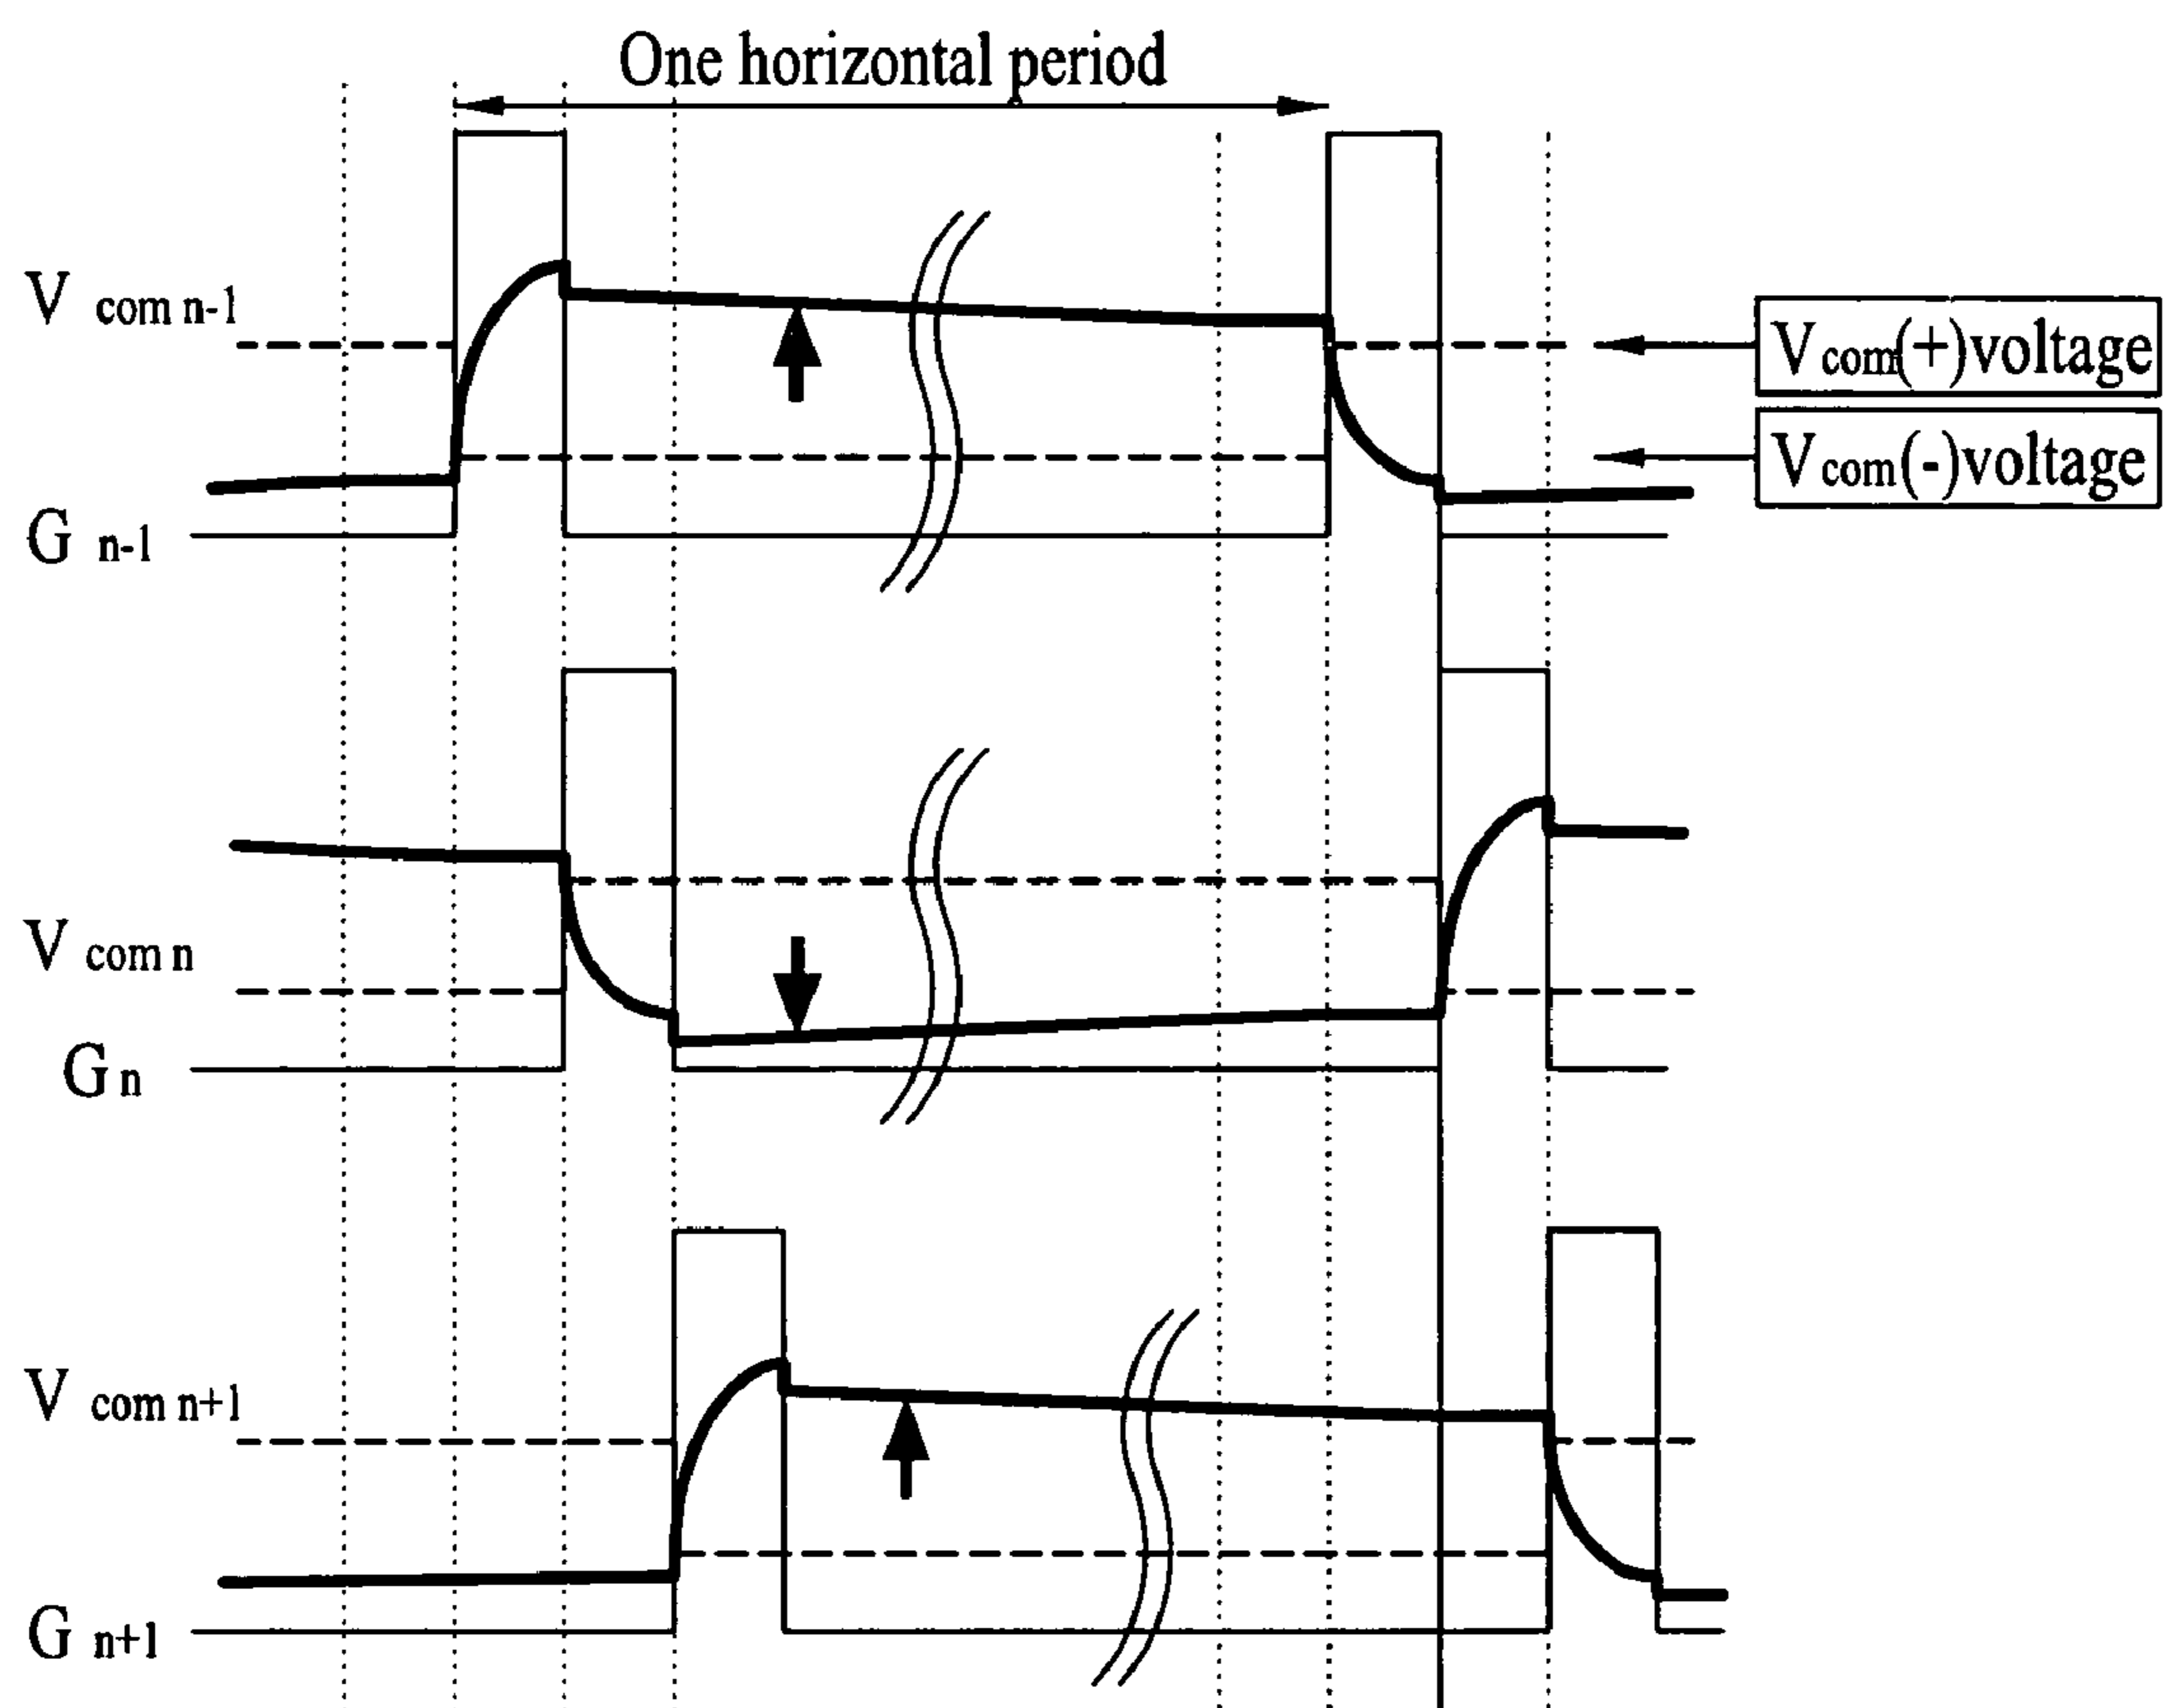 One horizontal period
V com n-1
Vcom(+)voltage
Vcom(-)voltage
G n-1
V com n
G n
V com n+1
G n+1